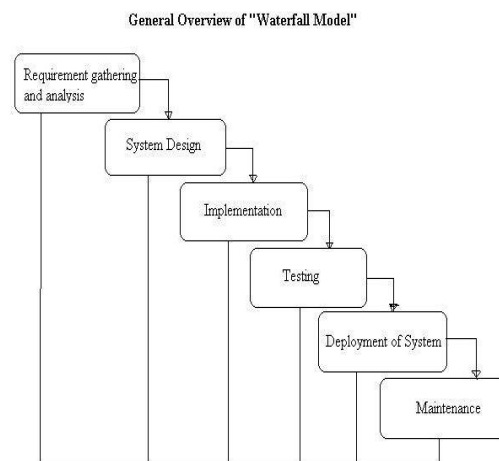 General Overview of "Waterfall Model"
Requirement gathering
and analysis
System Design
Implementation
Testing
Deployment of System
Maintenance